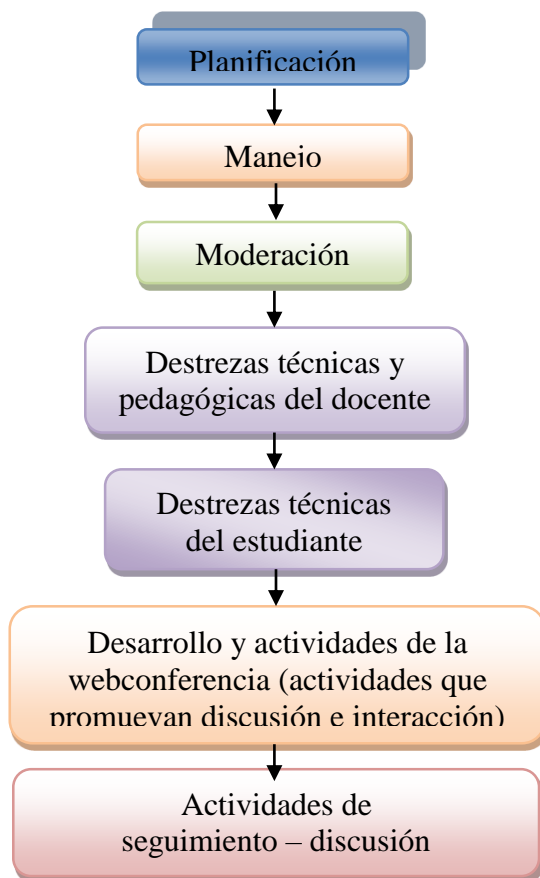 Planificación
Manejo
Moderación
Destrezas técnicas y
pedagógicas del docente
Destrezas técnicas
del estudiante
Desarrollo y actividades de la
webconferencia (actividades que
promuevan discusión e interacción)
Actividades de
seguimiento – discusión